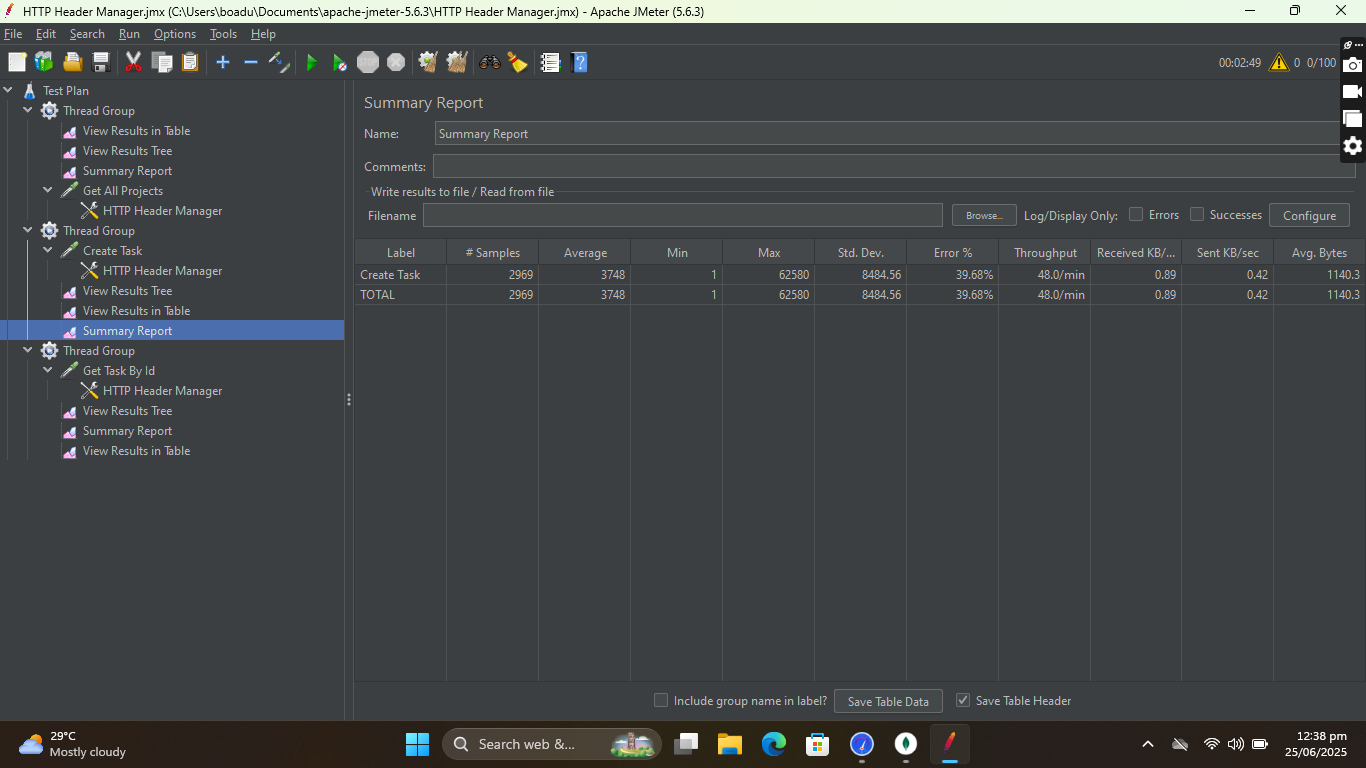 HTTP Header Manager.jmx (C:\Users\boadu\Documents\apache-jmeter-5.6.3\HTTP Header Manager.jmx) - Apache JMeter (5.6.3)
File Edit Search Run Options Tools Help
STOP 00:02:49 0 0/100
Test Plan
Thread Group
View Results in Table
View Results Tree
Summary Report
Get All Projects
HTTP Header Manager
Thread Group
Create Task
HTTP Header Manager
View Results Tree
View Results in Table
Summary Report
Thread Group
Get Task By Id
HTTP Header Manager
View Results Tree
Summary Report
View Results in Table
Summary Report
Name: Summary Report
Comments:
Write results to file / Read from file
Filename Browse... Log/Display Only: Errors Successes Configure
Label # Samples Average Min Max Std. Dev. Error % Throughput Received KB/... Sent KB/sec Avg. Bytes
Create Task 2969 3748 1 62580 8484.56 39.68% 48.0/min 0.89 0.42 1140.3
TOTAL 2969 3748 1 62580 8484.56 39.68% 48.0/min 0.89 0.42 1140.3
Include group name in label? Save Table Data Save Table Header
29°C
Mostly cloudy
Search web &...
12:38 pm
25/06/2025